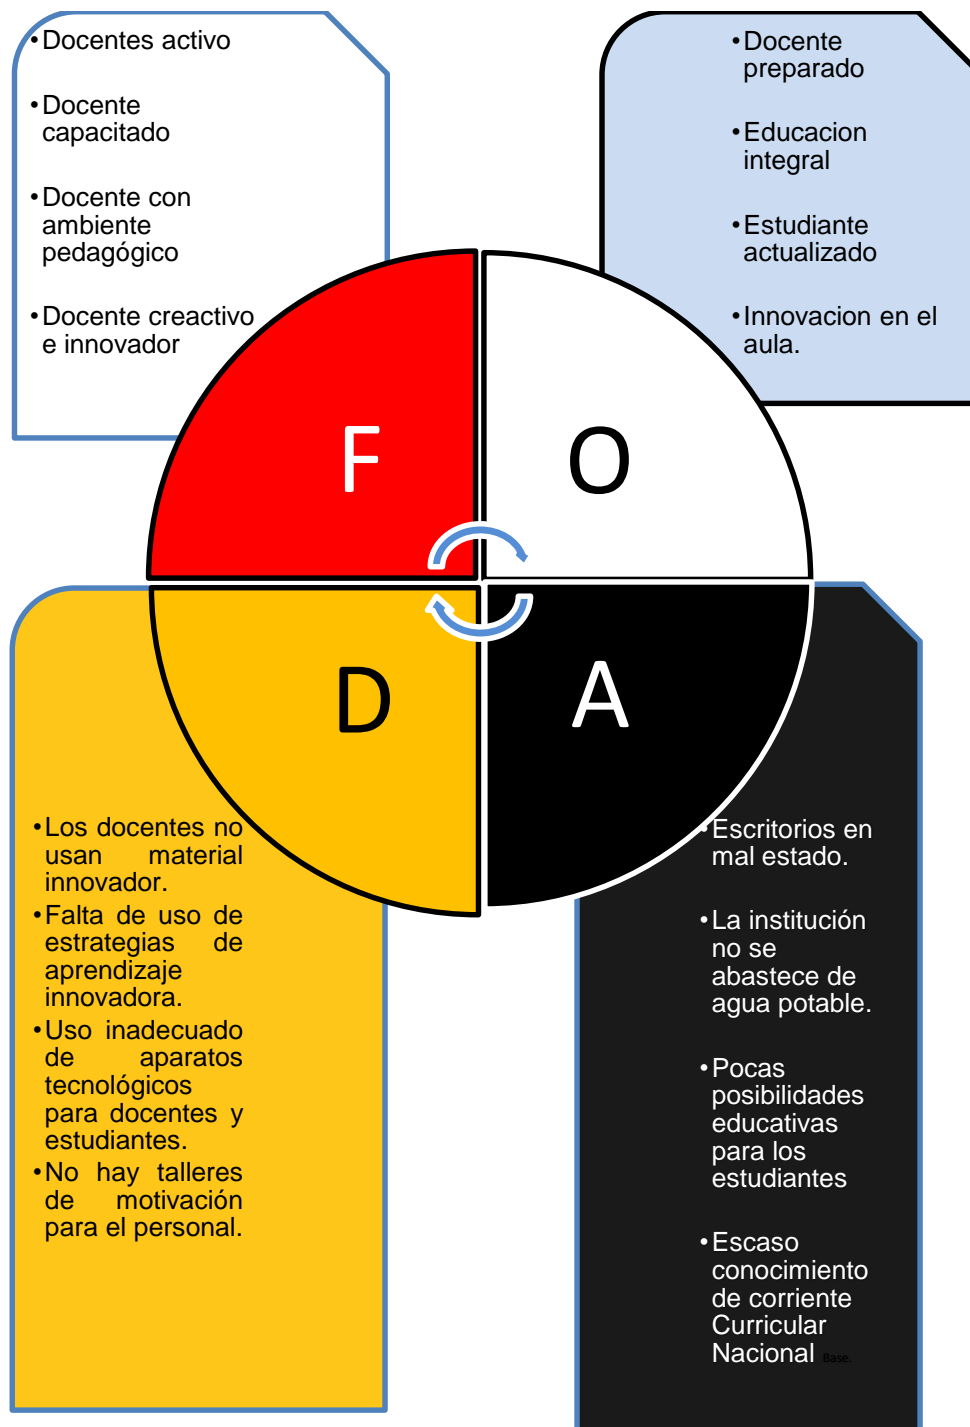 • Docentes activo
• Docente
capacitado
• Docente con
ambiente
pedagógico
• Docente creactivo
e innovador
• Docente
preparado
• Educacion
integral
• Estudiante
actualizado
• Innovacion en el
aula.
F
O
D
A
• Los docentes no
usan material
innovador.
• Falta de uso de
estrategias de
aprendizaje
innovadora.
• Uso inadecuado
de aparatos
tecnológicos
para docentes y
estudiantes.
• No hay talleres
de motivación
para el personal.
• Escritorios en
mal estado.
• La institución
no se
abastece de
agua potable.
• Pocas
posibilidades
educativas
para los
estudiantes
• Escaso
conocimiento
de corriente
Curricular
Nacional Base.